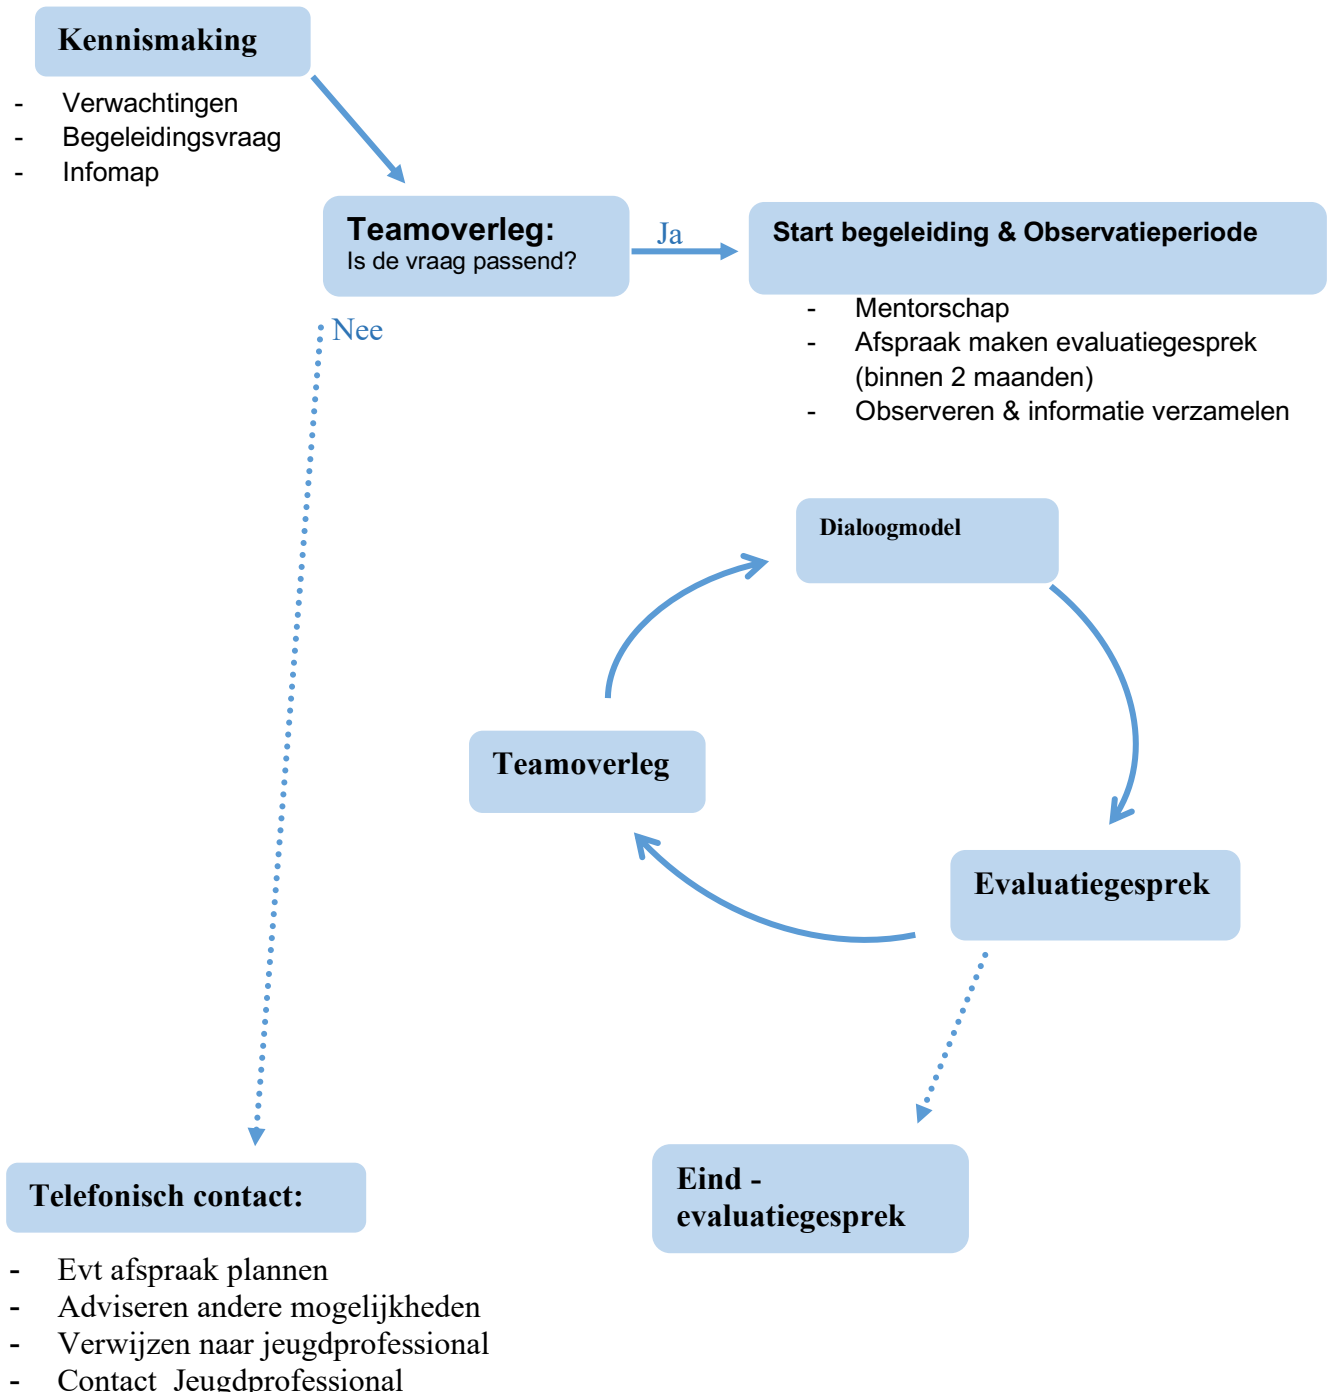 Kennismaking
- Verwachtingen
- Begeleidingsvraag
- Infomap
Teamoverleg:
Is de vraag passend?
Ja
Start begeleiding & Observatieperiode
- Mentorschap
- Afspraak maken evaluatiegesprek
(binnen 2 maanden)
- Observeren & informatie verzamelen
Nee
Dialoogmodel
Teamoverleg
Evaluatiegesprek
Eind -
evaluatiegesprek
Telefonisch contact:
- Evt afspraak plannen
- Adviseren andere mogelijkheden
- Verwijzen naar jeugdprofessional
- Contact Jeugdprofessional